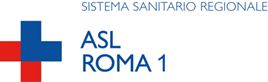 SISTEMA SANITARIO REGIONALE
ASL
ROMA 1